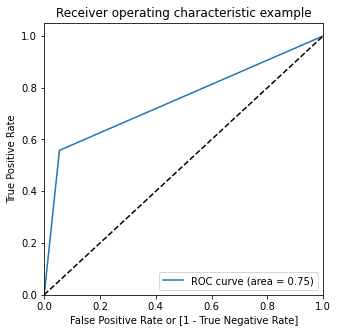 Receiver operating characteristic example
True Positive Rate
1.0
0.8
0.6
0.4
0.2
0.0
0.0 0.2 0.4 0.6 0.8 1.0
ROC curve (area = 0.75)
False Positive Rate or [1 - True Negative Rate]